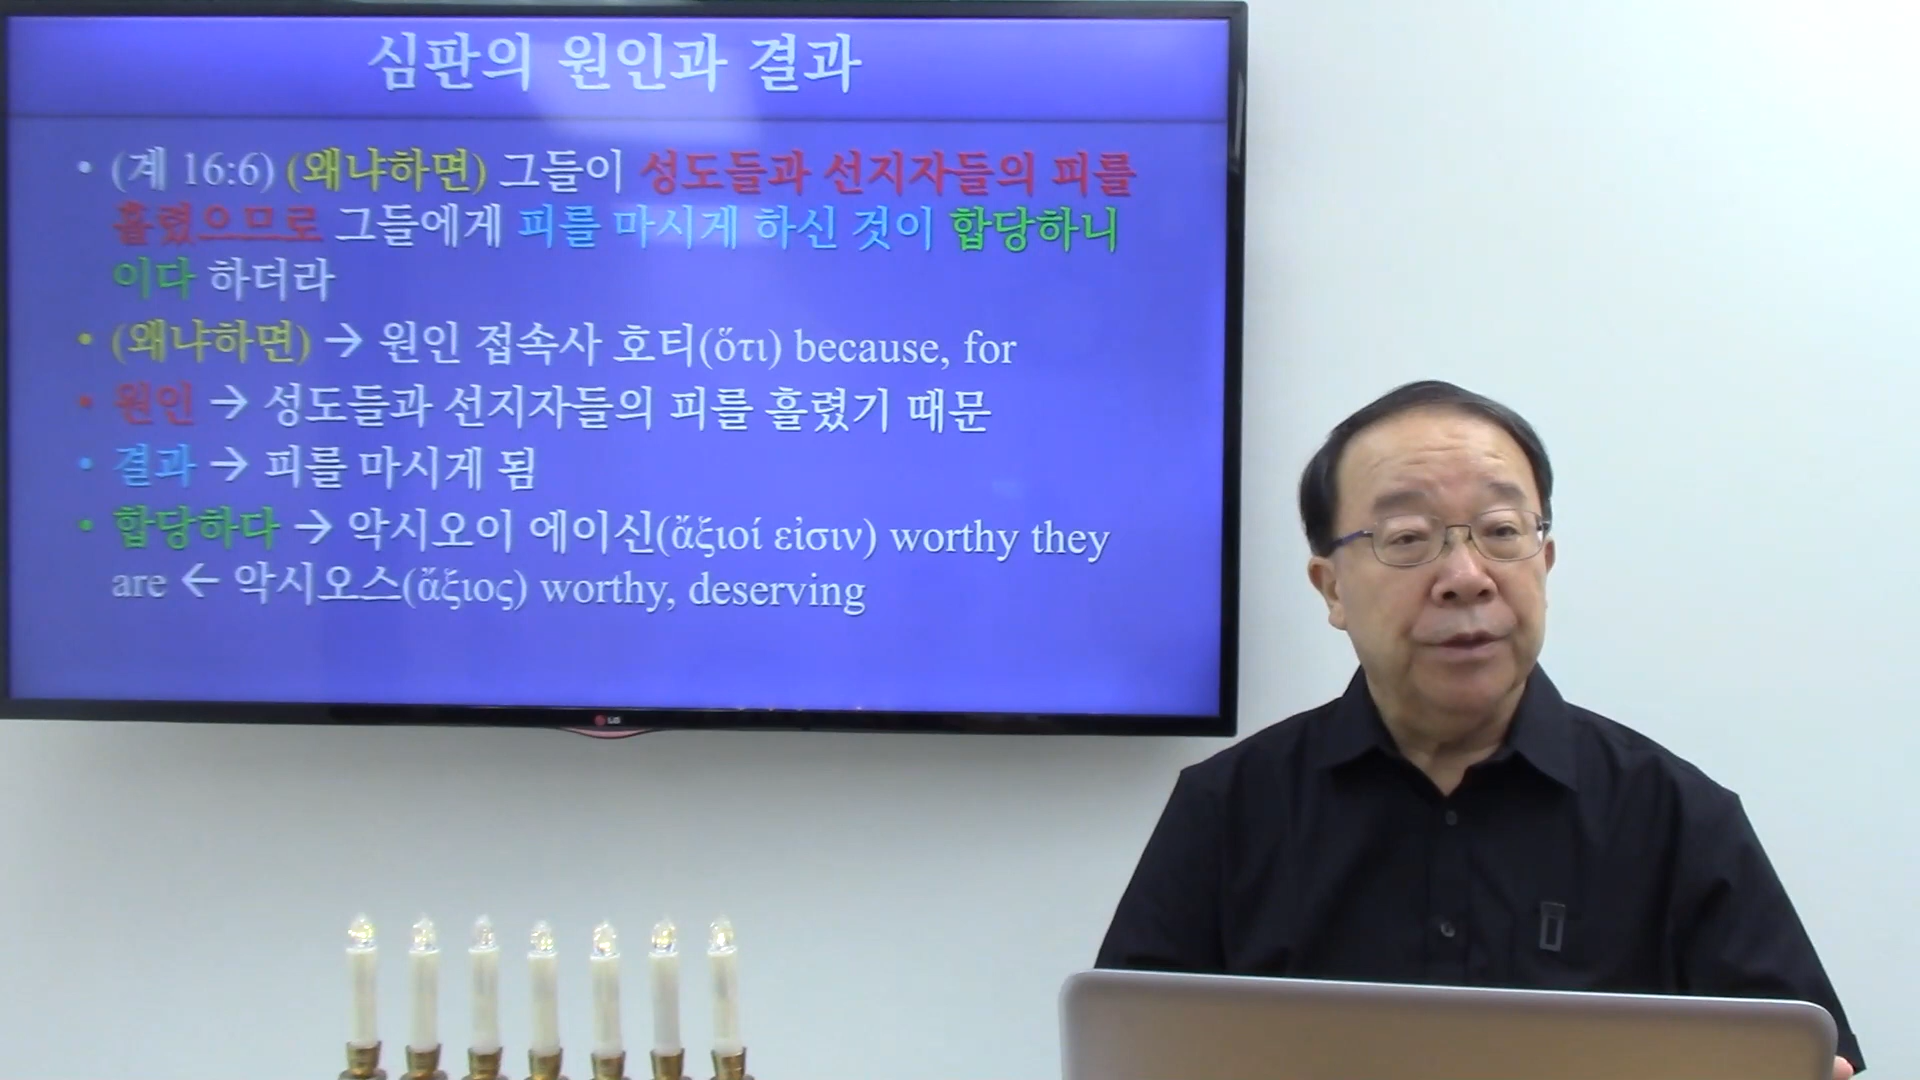 심판의 원인과 결과
• (계 16:6) (왜냐하면) 그들이 성도들과 선지자들의 피를
흘렸으므로 그들에게 피를 마시게 하신 것이 합당하니
이다 하더라
• (왜냐하면) → 원인 접속사 호티(ὅτι) because, for
• 원인 → 성도들과 선지자들의 피를 흘렸기 때문
• 결과 → 피를 마시게 됨
• 합당하다 → 악시오이 에이신(ἄξιοί εἰσιν) worthy they
are ← 악시오스(ἄξιος) worthy, deserving
LG